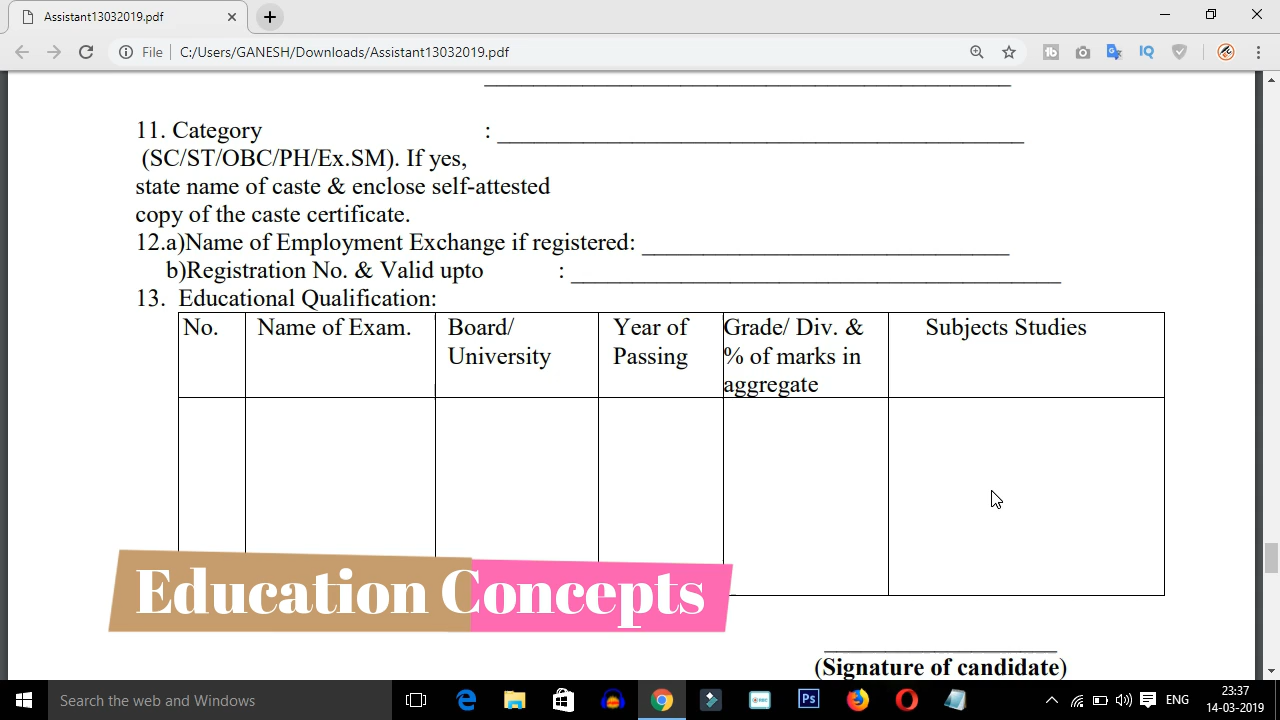 Assistant13032019.pdf
File | C:/Users/GANESH/Downloads/Assistant13032019.pdf
11. Category : ____________________
(SC/ST/OBC/PH/Ex.SM). If yes,
state name of caste & enclose self-attested
copy of the caste certificate.
12.a)Name of Employment Exchange if registered: ____________________
b)Registration No. & Valid upto : ____________________
13. Educational Qualification:
No. Name of Exam. Board/ Year of Grade/ Div. & Subjects Studies
University Passing % of marks in
aggregate
Education Concepts
(Signature of candidate)
Search the web and Windows
Ps
ENG
23:37
14-03-2019